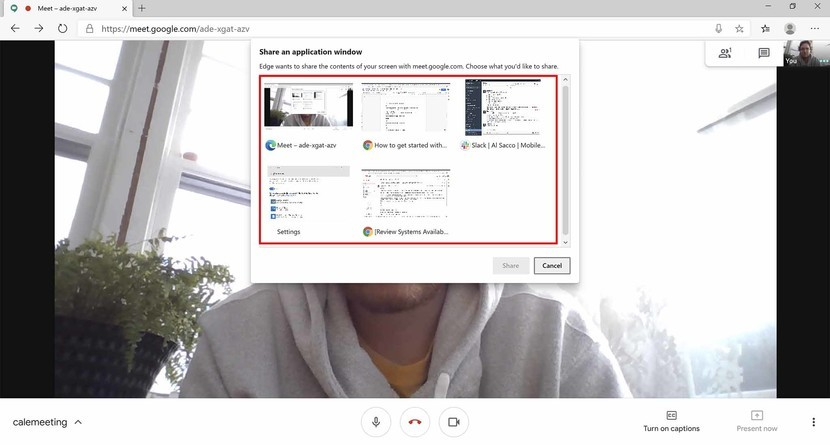 Meet – ade-xgat-azv
https://meet.google.com/ade-xgat-azv
Share an application window
Edge wants to share the contents of your screen with meet.google.com. Choose what you'd like to share.
1
You
Meet – ade-xgat-azv
How to get started with...
Slack | Al Sacco | Mobile...
Settings
[Review Systems Availab...
Share
Cancel
calemeeting
Turn on captions
Present now